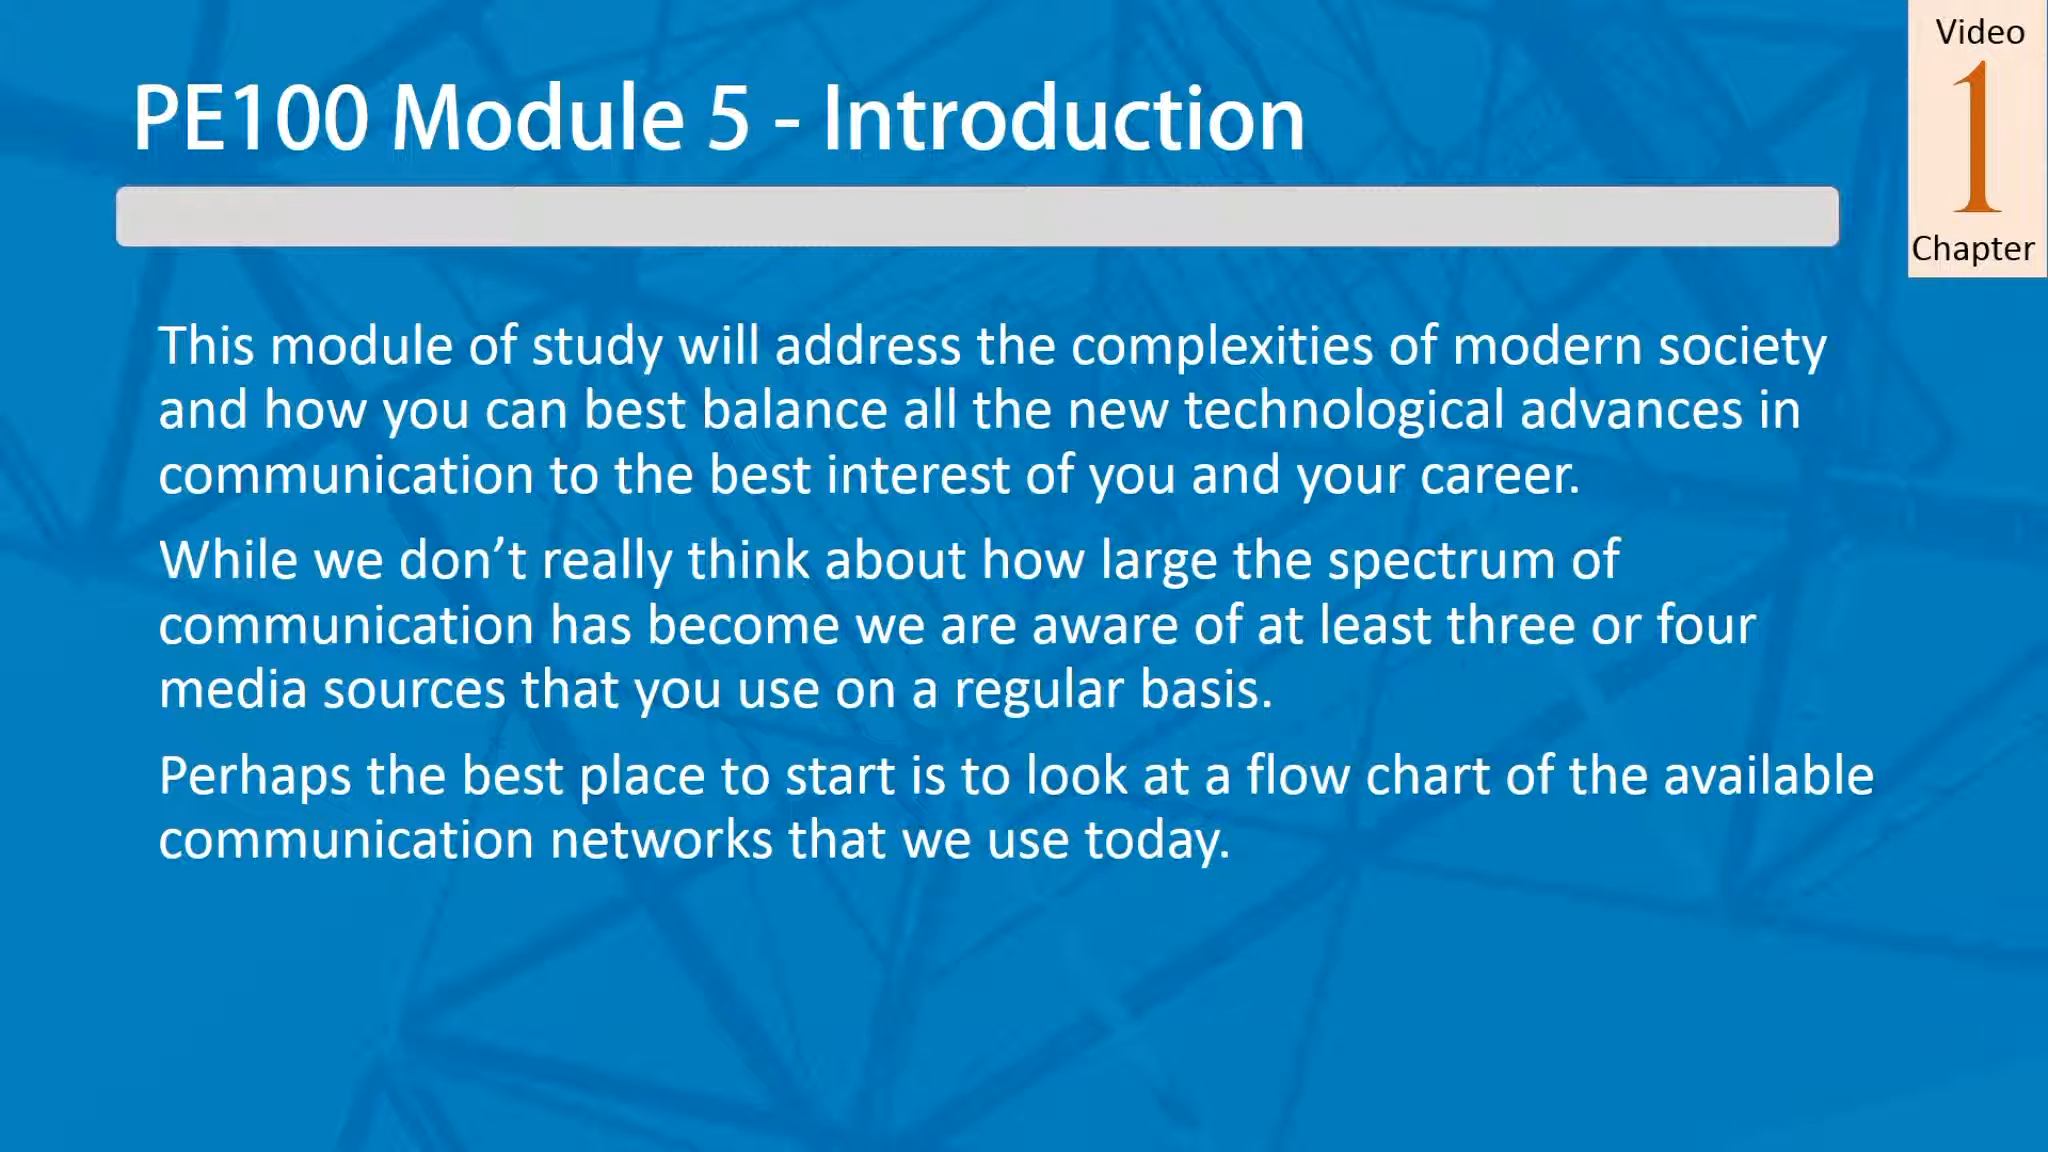 PE100 Module 5 - Introduction
Video
1
Chapter
This module of study will address the complexities of modern society
and how you can best balance all the new technological advances in
communication to the best interest of you and your career.
While we don’t really think about how large the spectrum of
communication has become we are aware of at least three or four
media sources that you use on a regular basis.
Perhaps the best place to start is to look at a flow chart of the available
communication networks that we use today.